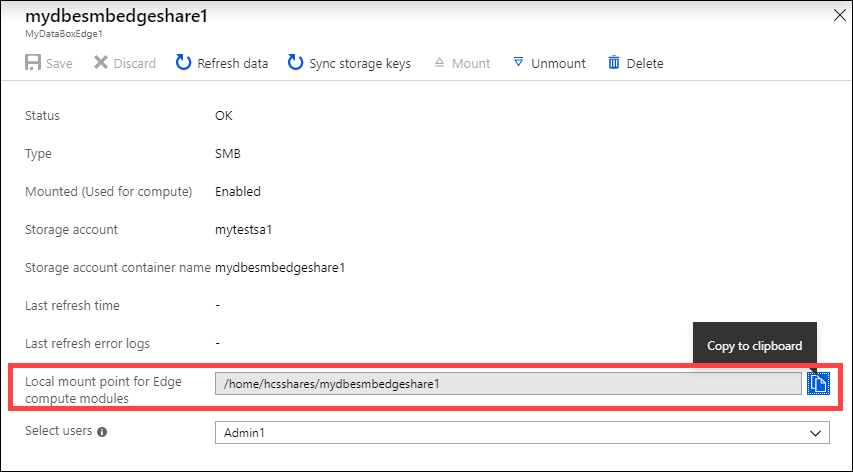 mydbesmbedgeshare1
MyDataBoxEdge1
Save Discard Refresh data Sync storage keys Mount Unmount Delete
Status OK
Type SMB
Mounted (Used for compute) Enabled
Storage account mytestsa1
Storage account container name mydbesmbedgeshare1
Last refresh time -
Last refresh error logs -
Copy to clipboard
Local mount point for Edge
compute modules
/home/hcsshares/mydbesmbedgeshare1
Select users Admin1